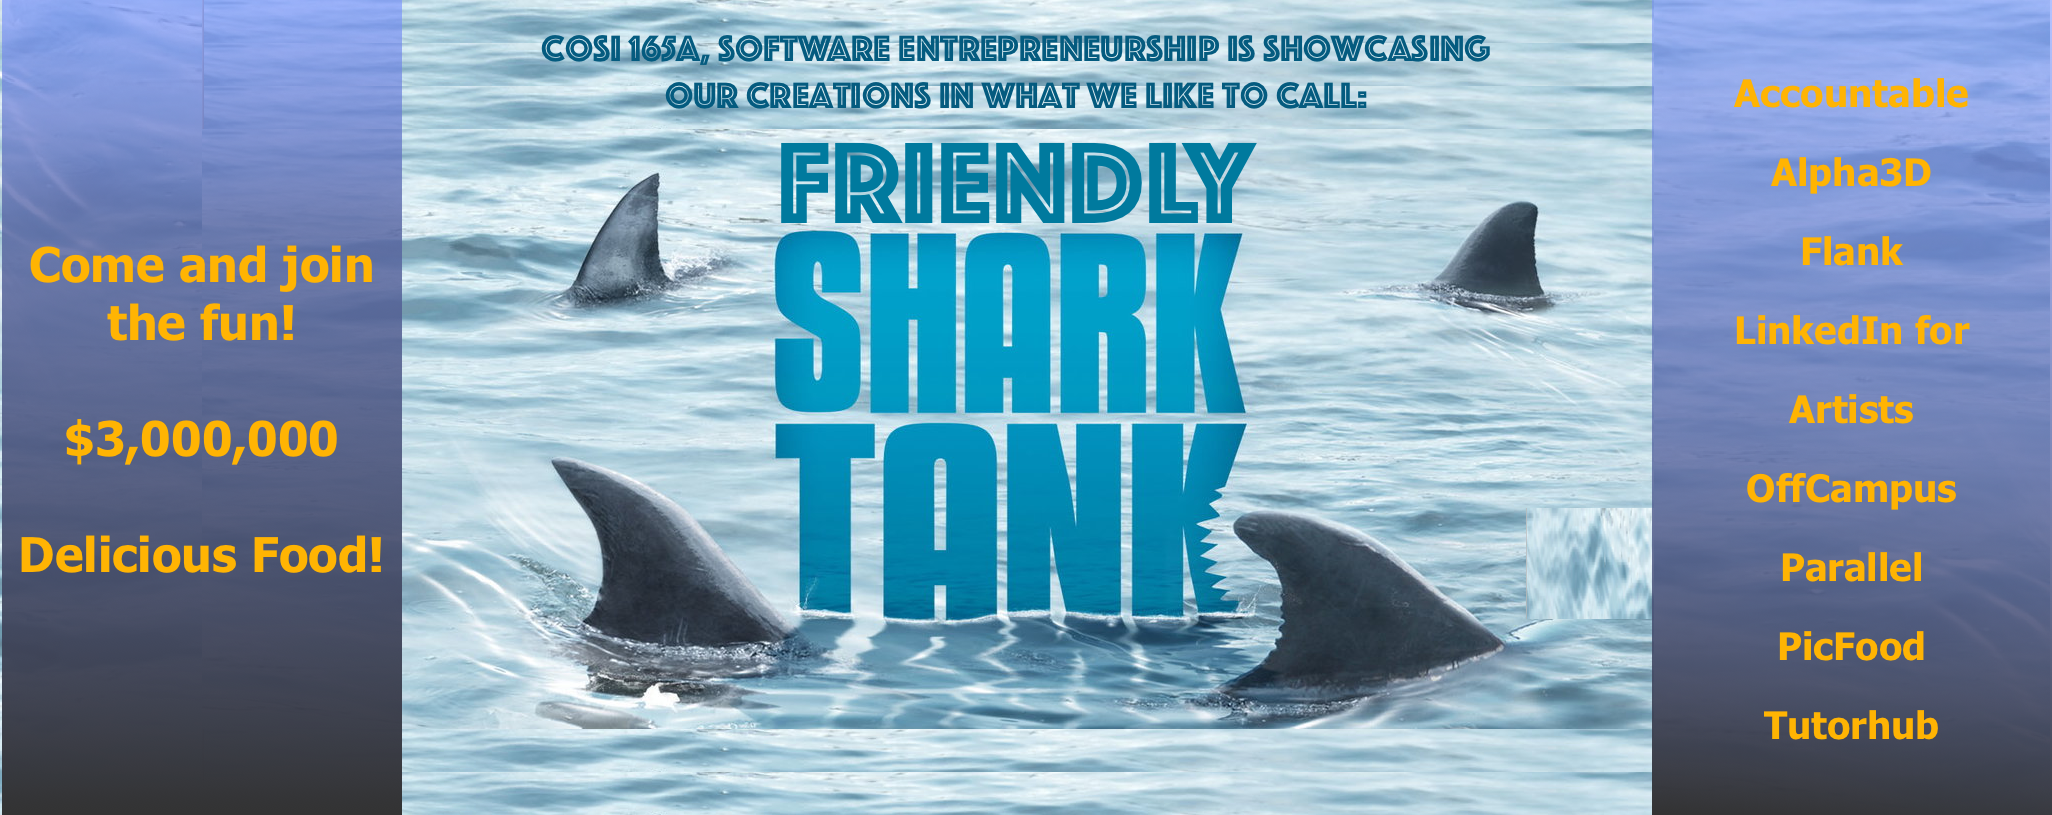 COSI 165A, SOFTWARE ENTREPRENEURSHIP IS SHOWCASING
OUR CREATIONS IN WHAT WE LIKE TO CALL:
FRIENDLY
SHARK
TANK
Come and join
the fun!
$3,000,000
Delicious Food!
Accountable
Alpha3D
Flank
LinkedIn for
Artists
OffCampus
Parallel
PicFood
Tutorhub